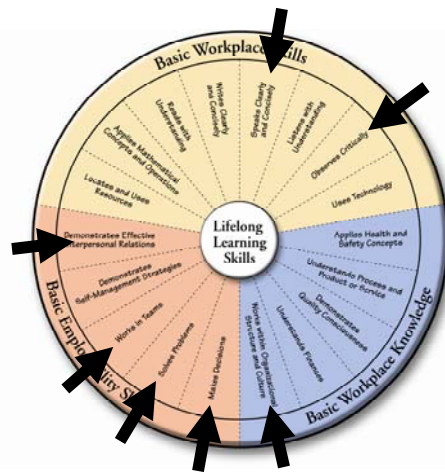 Basic Workplace Skills
Locates and Uses
Resources
Applies Mathematical
Concepts and Operations
Reads with
Understanding
Writes Clearly
and Concisely
Speaks Clearly
and Concisely
Listens with
Understanding
Observes Critically
Uses Technology
Lifelong
Learning
Skills
Applies Health and
Safety Concepts
Understands Process and
Product or Service
Demonstrates
Quality Consciousness
Understands Finances
Works within Organizational
Structure and Culture
Basic Workplace Knowledge
Demonstrates Effective
Interpersonal Relations
Demonstrates
Self-Management Strategies
Works in Teams
Solves Problems
Makes Decisions
Basic Employability